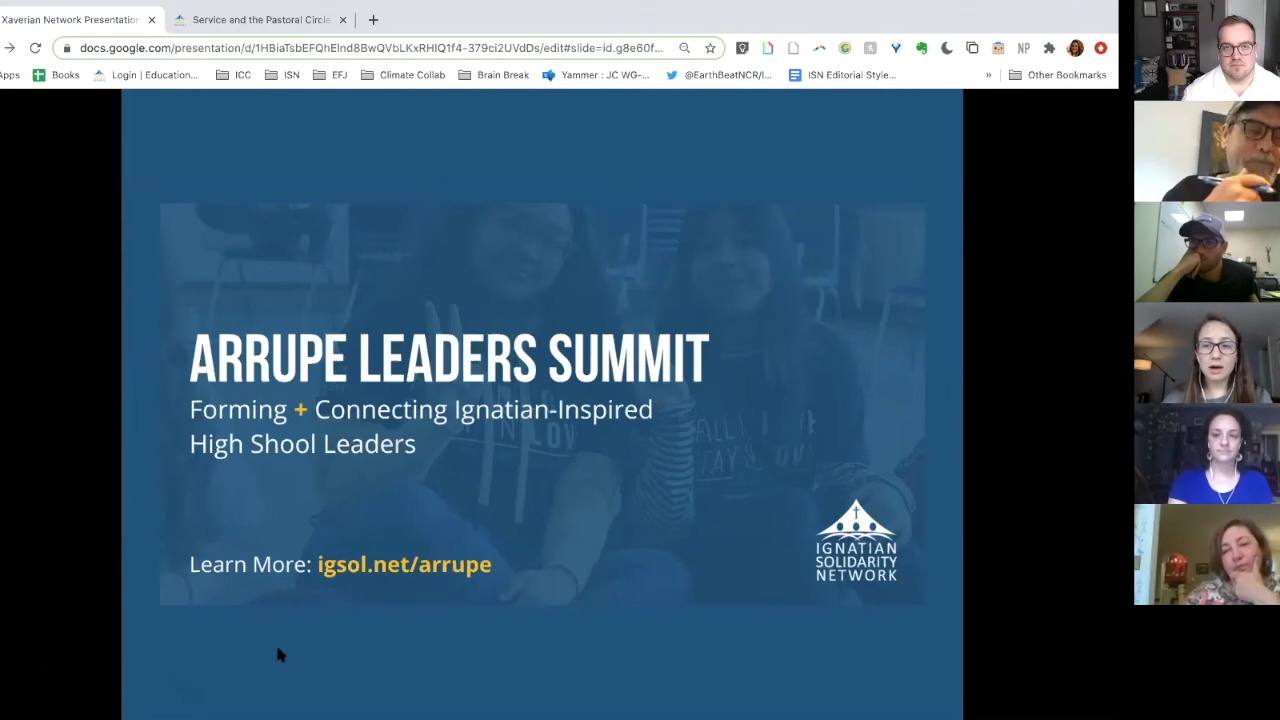 Xaverian Network Presentation
Service and the Pastoral Circle
docs.google.com/presentation/d/1HBiaTsbEFQhElnd8BwQVbLKxRHIQ1f4-379ci2UVdDs/edit#slide=id.g8e60f...
NP
Apps
Books
Login | Education...
ICC
ISN
EFJ
Climate Collab
Brain Break
Yammer : JC WG-...
@EarthBeatNCR/I...
ISN Editorial Style...
»
Other Bookmarks
ARRUPE LEADERS SUMMIT
Forming + Connecting Ignatian-Inspired
High Shool Leaders
Learn More: igsol.net/arrupe
IGNATIAN
SOLIDARITY
NETWORK